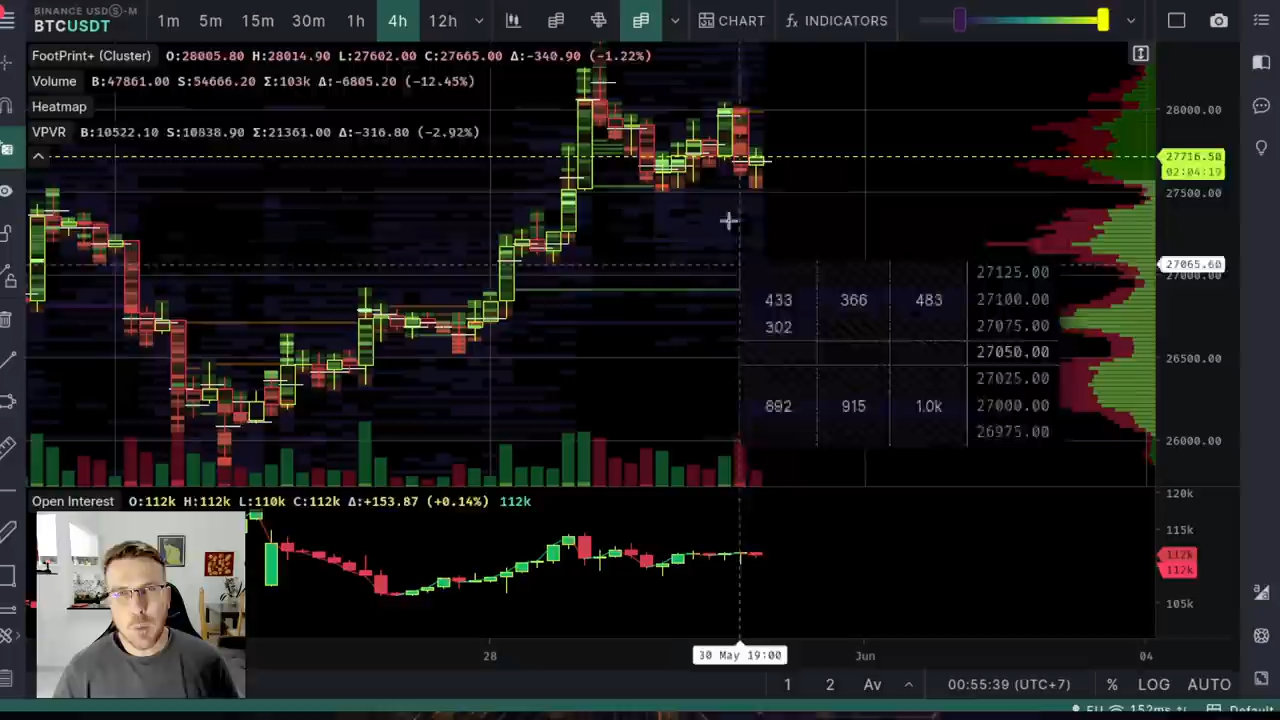 BINANCE USDⓈ-M
BTCUSDT
1m 5m 15m 30m 1h 4h 12h CHART INDICATORS
FootPrint+ (Cluster) O:28005.80 H:28014.90 L:27602.00 C:27665.00 Δ:-340.90 (-1.22%)
Volume B:47861.00 S:54666.20 Σ:103k Δ:-6805.20 (-12.45%)
Heatmap
VPVR B:10522.10 S:10838.90 Σ:21361.00 Δ:-316.80 (-2.92%)
28000.00
27716.50
02:04:19
27500.00
27065.60
27000.00
26500.00
26000.00
27125.00
433 366 483 27100.00
302 27075.00
27050.00
27025.00
892 915 1.0k 27000.00
26975.00
Open Interest O:112k H:112k L:110k C:112k Δ:+153.87 (+0.14%) 112k
120k
115k
112k
112k
105k
28 30 May 19:00 Jun 04
1 2 Av 00:55:39 (UTC+7) % LOG AUTO
EU 152ms Default